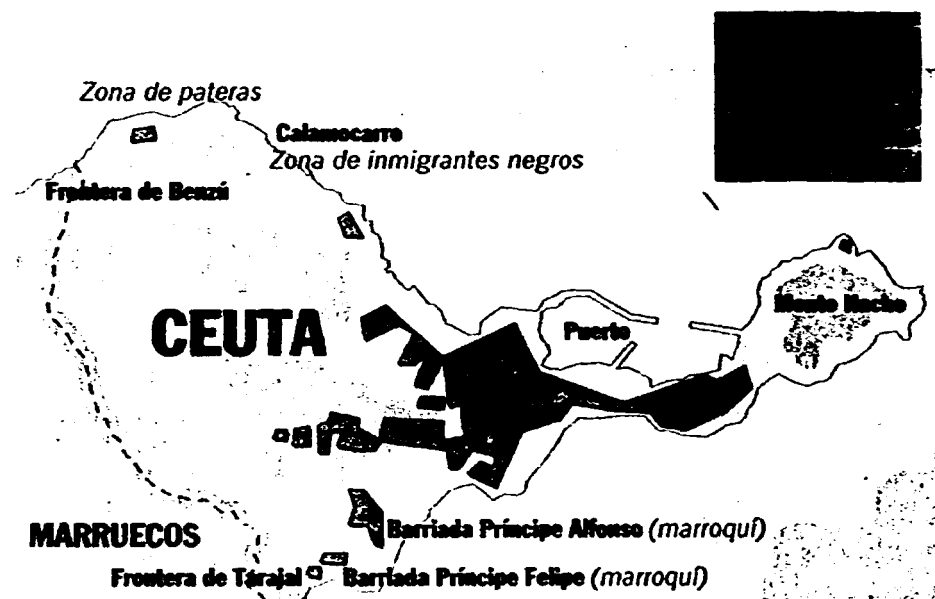 Zona de pateras
Calamocarro
Zona de inmigrantes negros
Frontera de Benzú
CEUTA
Puerto
Monte Hacho
MARRUECOS
Barriada Príncipe Alfonso (marroquí)
Frontera de Tarajal
Barriada Príncipe Felipe (marroquí)